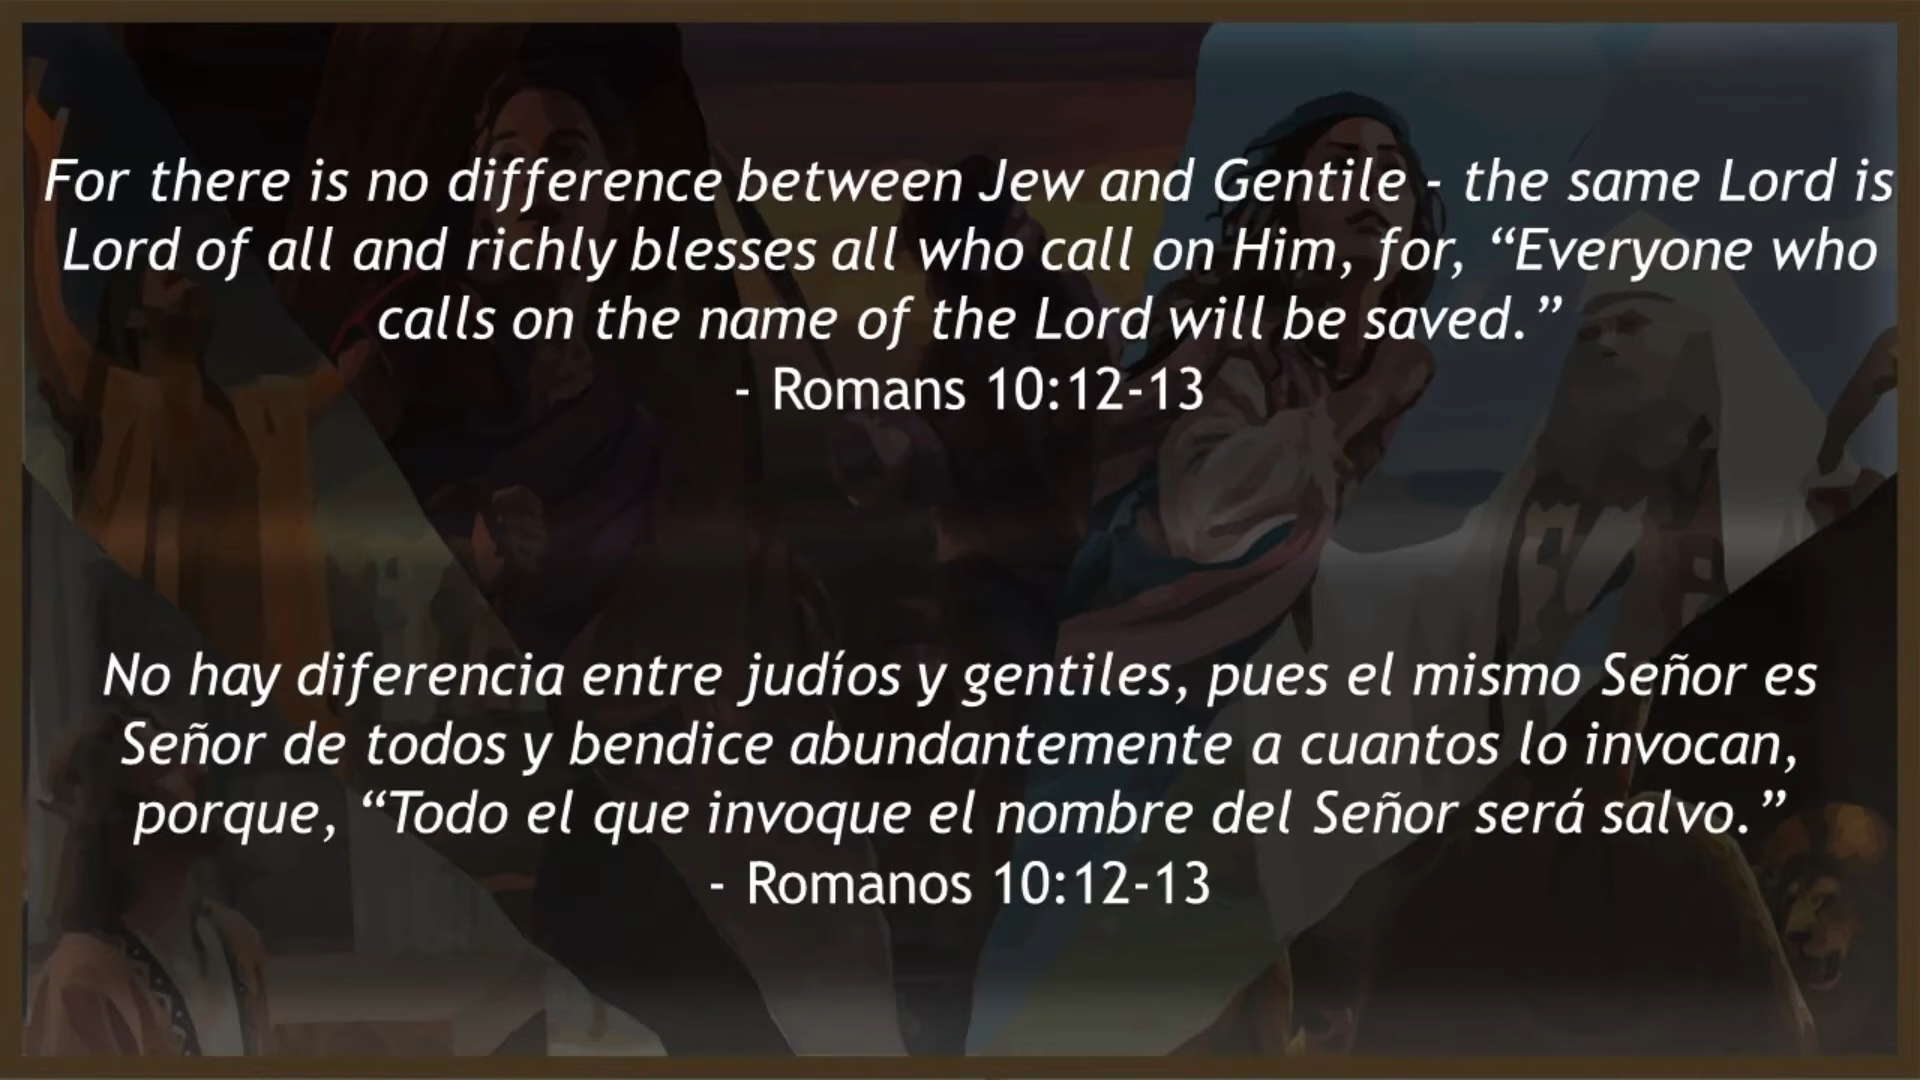 For there is no difference between Jew and Gentile - the same Lord is
Lord of all and richly blesses all who call on Him, for, “Everyone who
calls on the name of the Lord will be saved.”
- Romans 10:12-13
No hay diferencia entre judíos y gentiles, pues el mismo Señor es
Señor de todos y bendice abundantemente a cuantos lo invocan,
porque, “Todo el que invoque el nombre del Señor será salvo.”
- Romanos 10:12-13